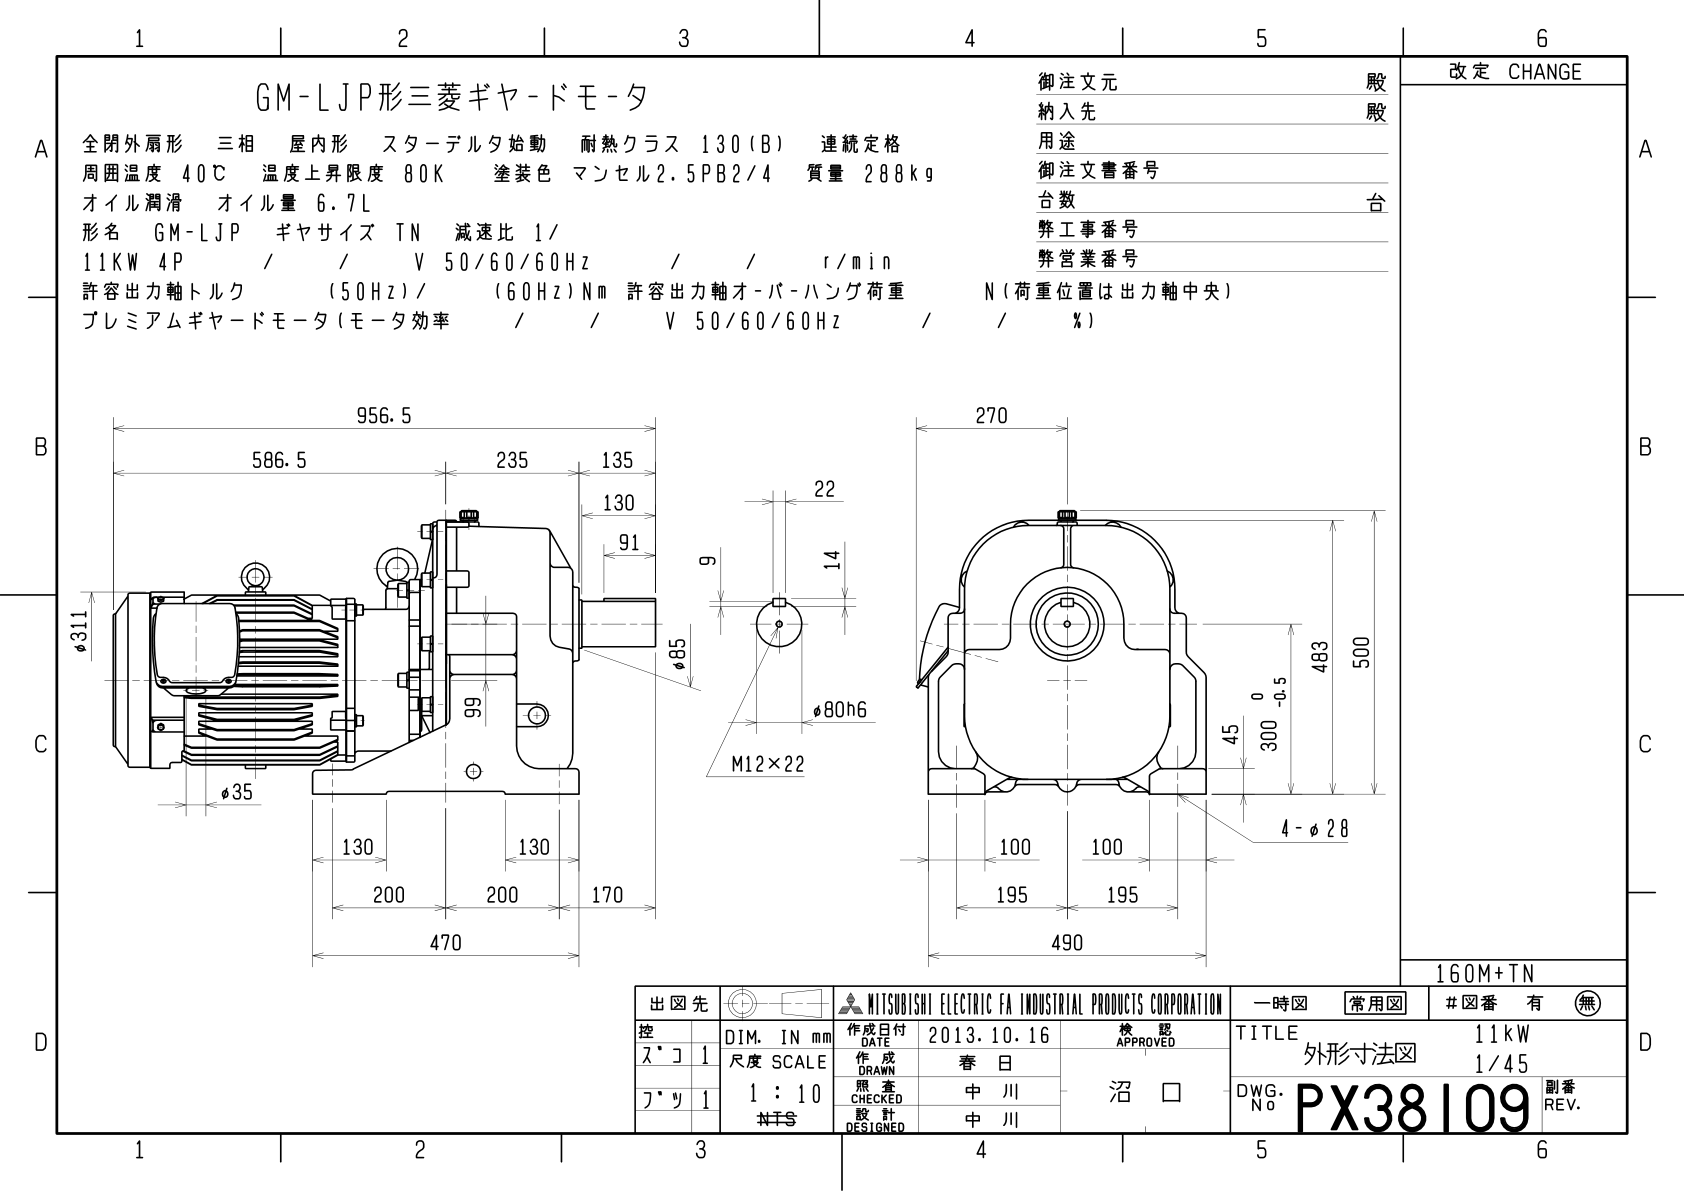 1 2 3 4 5 6
改定 CHANGE
GM-LJP形三菱ギヤードモータ
全閉外扇形 三相 屋内形 スターデルタ始動 耐熱クラス 130(B) 連続定格
周囲温度 40℃ 温度上昇限度 80K 塗装色 マンセル2.5PB2/4 質量 288kg
オイル潤滑 オイル量 6.7L
形名 GM-LJP ギヤサイズ TN 減速比 1/
11KW 4P / / V 50/60/60Hz / / r/min
許容出力軸トルク (50Hz)/ (60Hz)Nm 許容出力軸オーバーハング荷重 N(荷重位置は出力軸中央)
プレミアムギヤードモータ(モータ効率 / / V 50/60/60Hz / / %)
御注文元 殿
納入先 殿
用途
御注文書番号
台数 台
弊工事番号
弊営業番号
A A
B B
C C
D D
956.5
586.5 235 135
130
91
φ311
φ85
99
φ35
130 130
200 200 170
470
22
9
14
φ80h6
M12×22
270
483
500
0
300 -0.5
45
4-φ28
100 100
195 195
490
160M+TN
出図先
控
ズコ 1
ブツ 1
DIM. IN mm
尺度 SCALE
1 : 10
NTS
MITSUBISHI ELECTRIC FA INDUSTRIAL PRODUCTS CORPORATION
作成日付 DATE 2013.10.16
作成 DRAWN 春日
照査 CHECKED 中川
設計 DESIGNED 中川
検認 APPROVED
沼口
一時図 常用図 #図番 有 無
TITLE
外形寸法図
11kW
1/45
DWG. No PX38109
副番 REV.
1 2 3 4 5 6